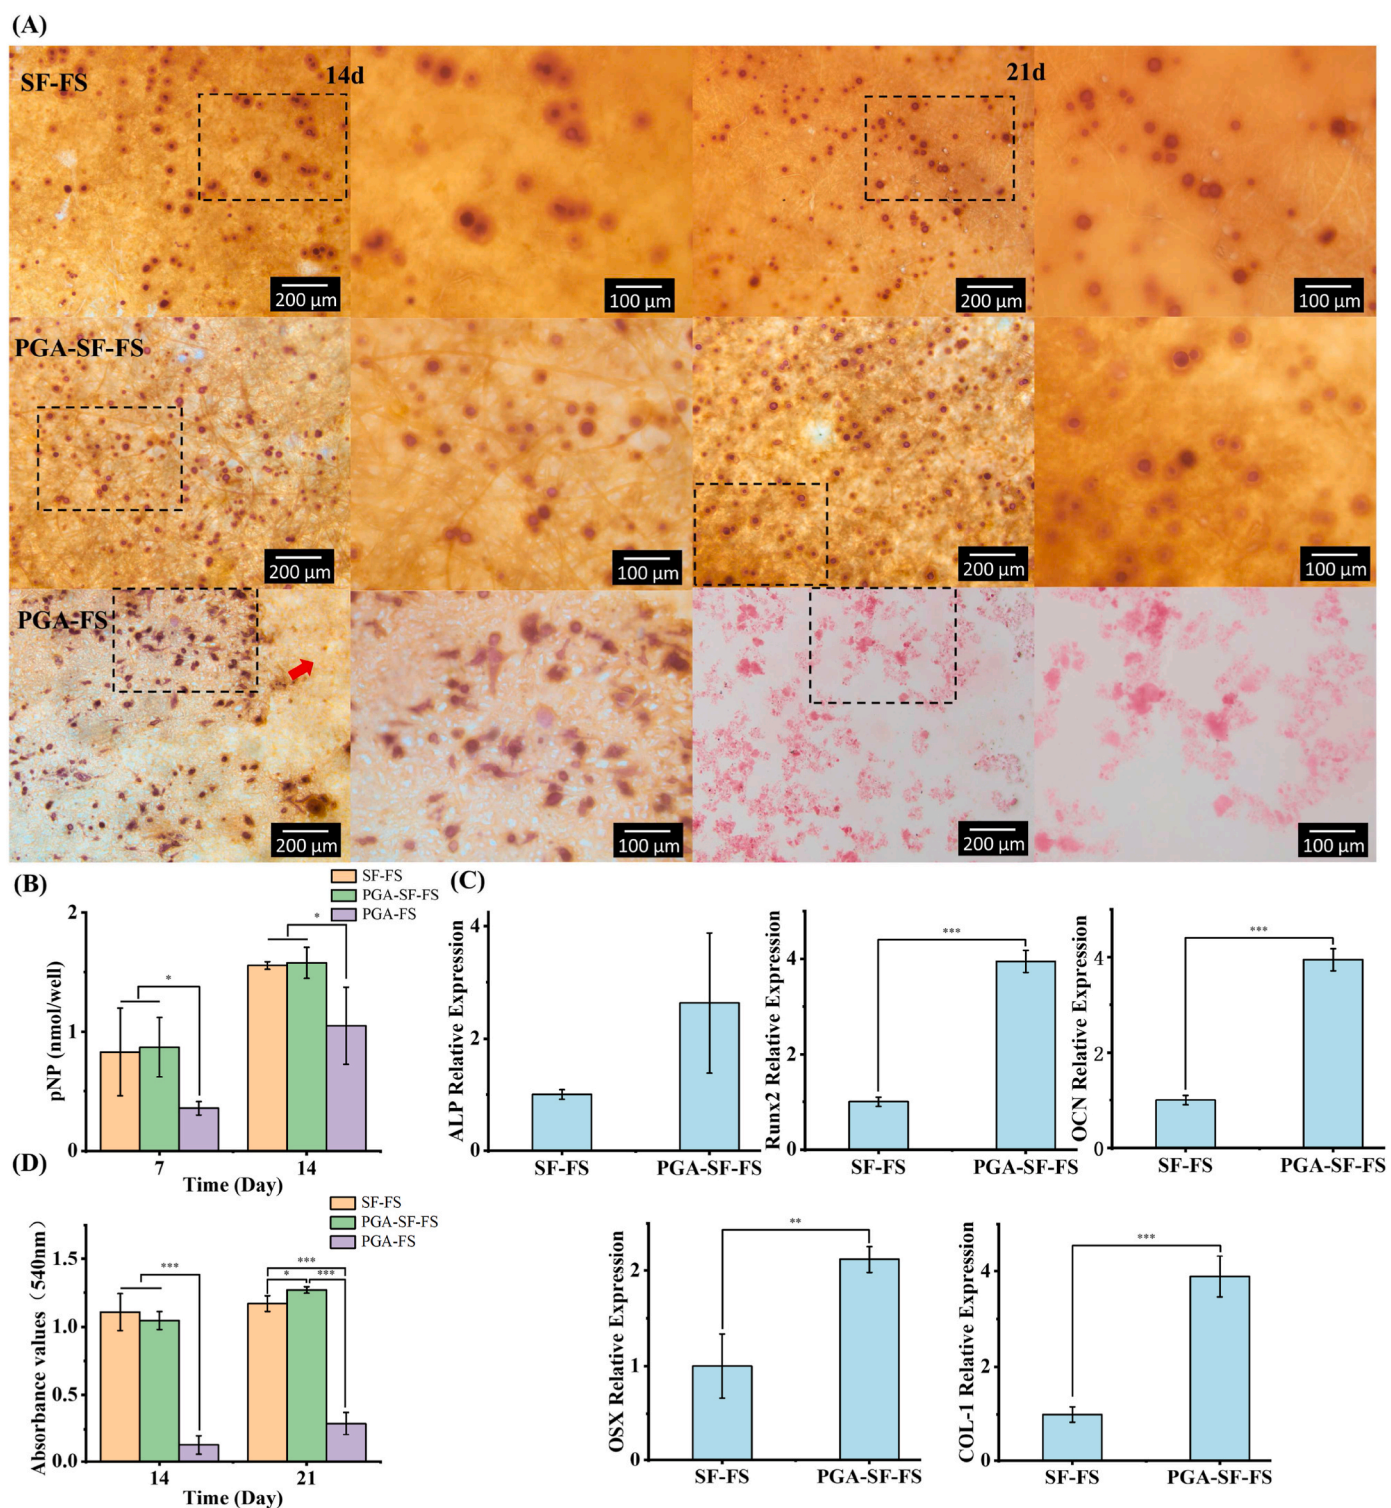 (A)
SF-FS
14d
21d
200 μm
100 μm
200 μm
100 μm
PGA-SF-FS
200 μm
100 μm
200 μm
100 μm
PGA-FS
200 μm
100 μm
200 μm
100 μm
(B)
SF-FS
PGA-SF-FS
PGA-FS
pNP (nmol/well)
2
1
0
*
*
7
14
Time (Day)
(C)
ALP Relative Expression
4
2
0
SF-FS
PGA-SF-FS
Runx2 Relative Expression
4
2
0
***
SF-FS
PGA-SF-FS
OCN Relative Expression
4
2
0
***
SF-FS
PGA-SF-FS
(D)
SF-FS
PGA-SF-FS
PGA-FS
Absorbance values（540nm）
1.5
1.0
0.5
0.0
***
***
*
***
14
21
Time (Day)
OSX Relative Expression
2
1
0
**
SF-FS
PGA-SF-FS
COL-1 Relative Expression
4
2
0
***
SF-FS
PGA-SF-FS